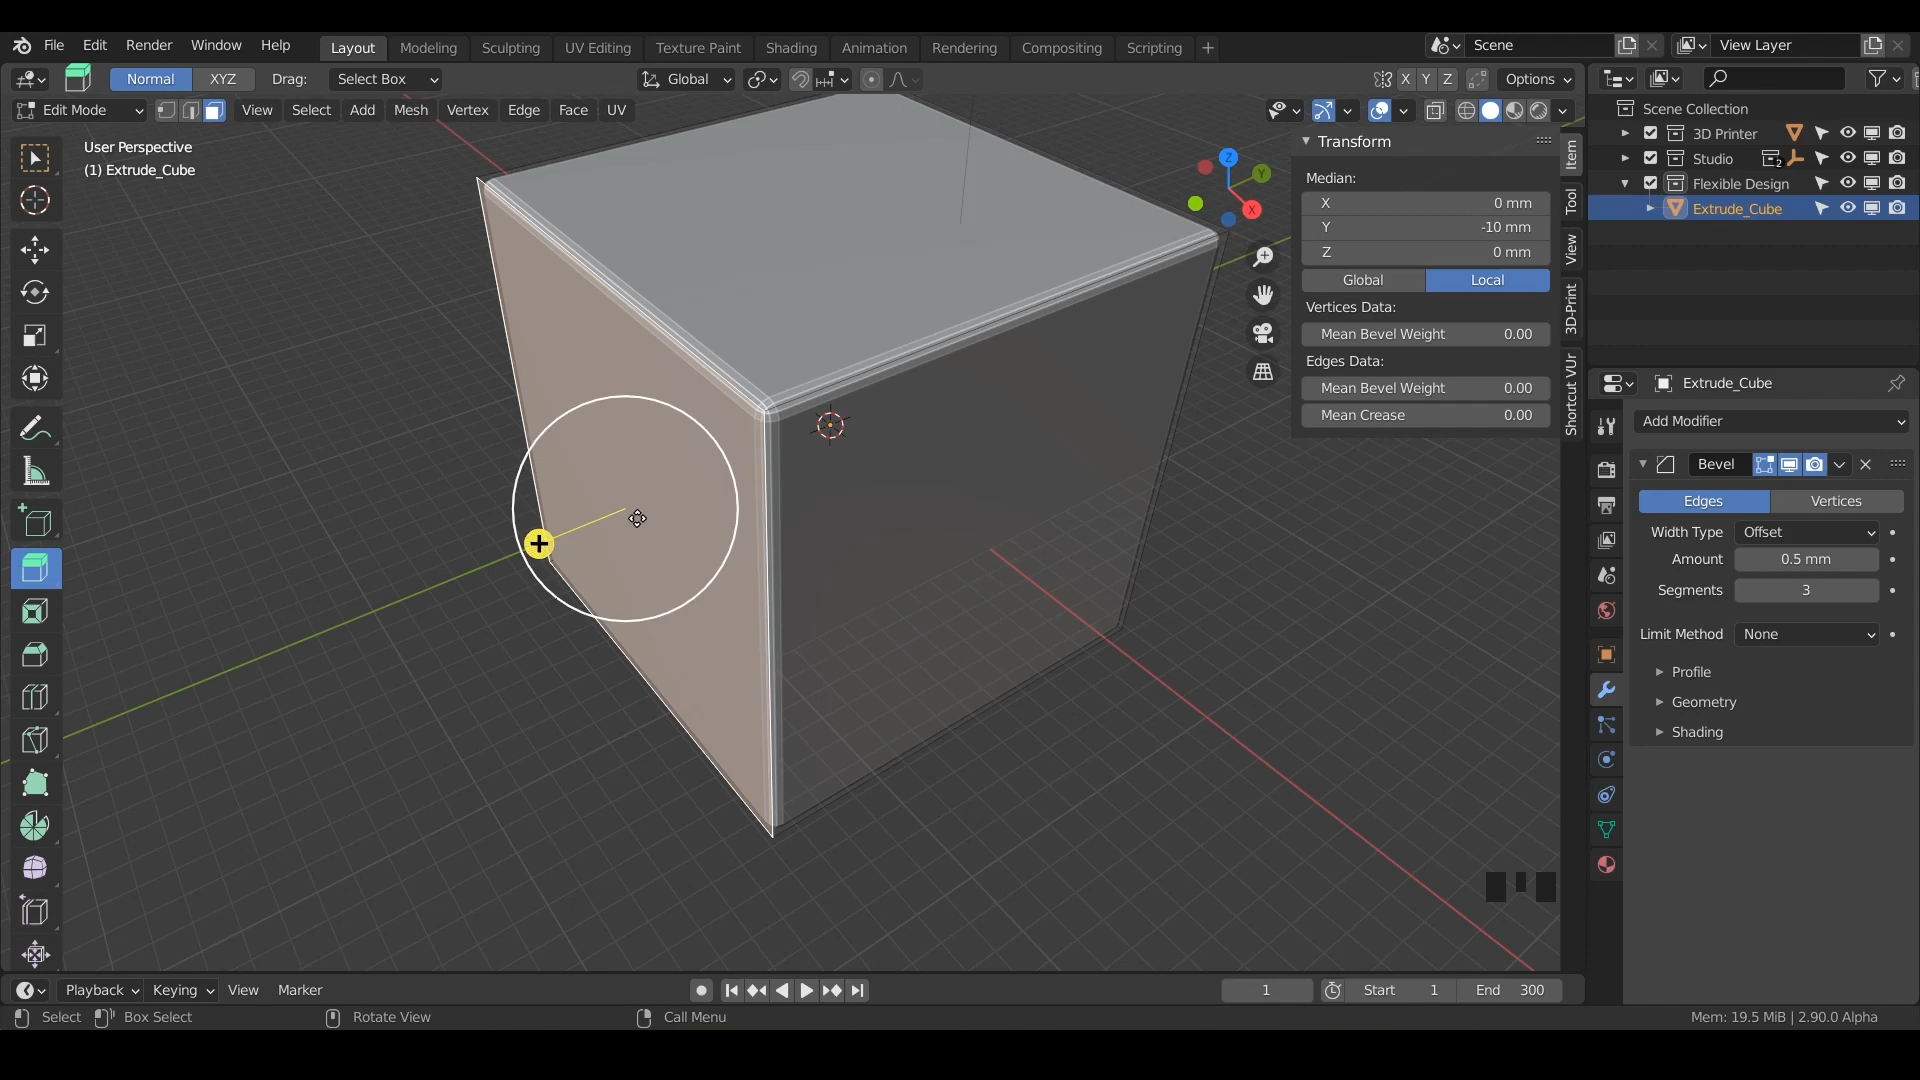 File Edit Render Window Help Layout Modeling Sculpting UV Editing Texture Paint Shading Animation Rendering Compositing Scripting + Scene View Layer
Normal XYZ Drag: Select Box Global X Y Z Options
Edit Mode View Select Add Mesh Vertex Edge Face UV
User Perspective
(1) Extrude_Cube
Z
Y
X
Transform
Median:
X 0 mm
Y -10 mm
Z 0 mm
Global Local
Vertices Data:
Mean Bevel Weight 0.00
Edges Data:
Mean Bevel Weight 0.00
Mean Crease 0.00
Item
Tool
View
3D-Print
Shortcut VUr
Scene Collection
3D Printer
Studio 2
Flexible Design
Extrude_Cube
Extrude_Cube
Add Modifier
Bevel
Edges Vertices
Width Type Offset
Amount 0.5 mm
Segments 3
Limit Method None
Profile
Geometry
Shading
Playback Keying View Marker 1 Start 1 End 300
Select Box Select Rotate View Call Menu Mem: 19.5 MiB | 2.90.0 Alpha